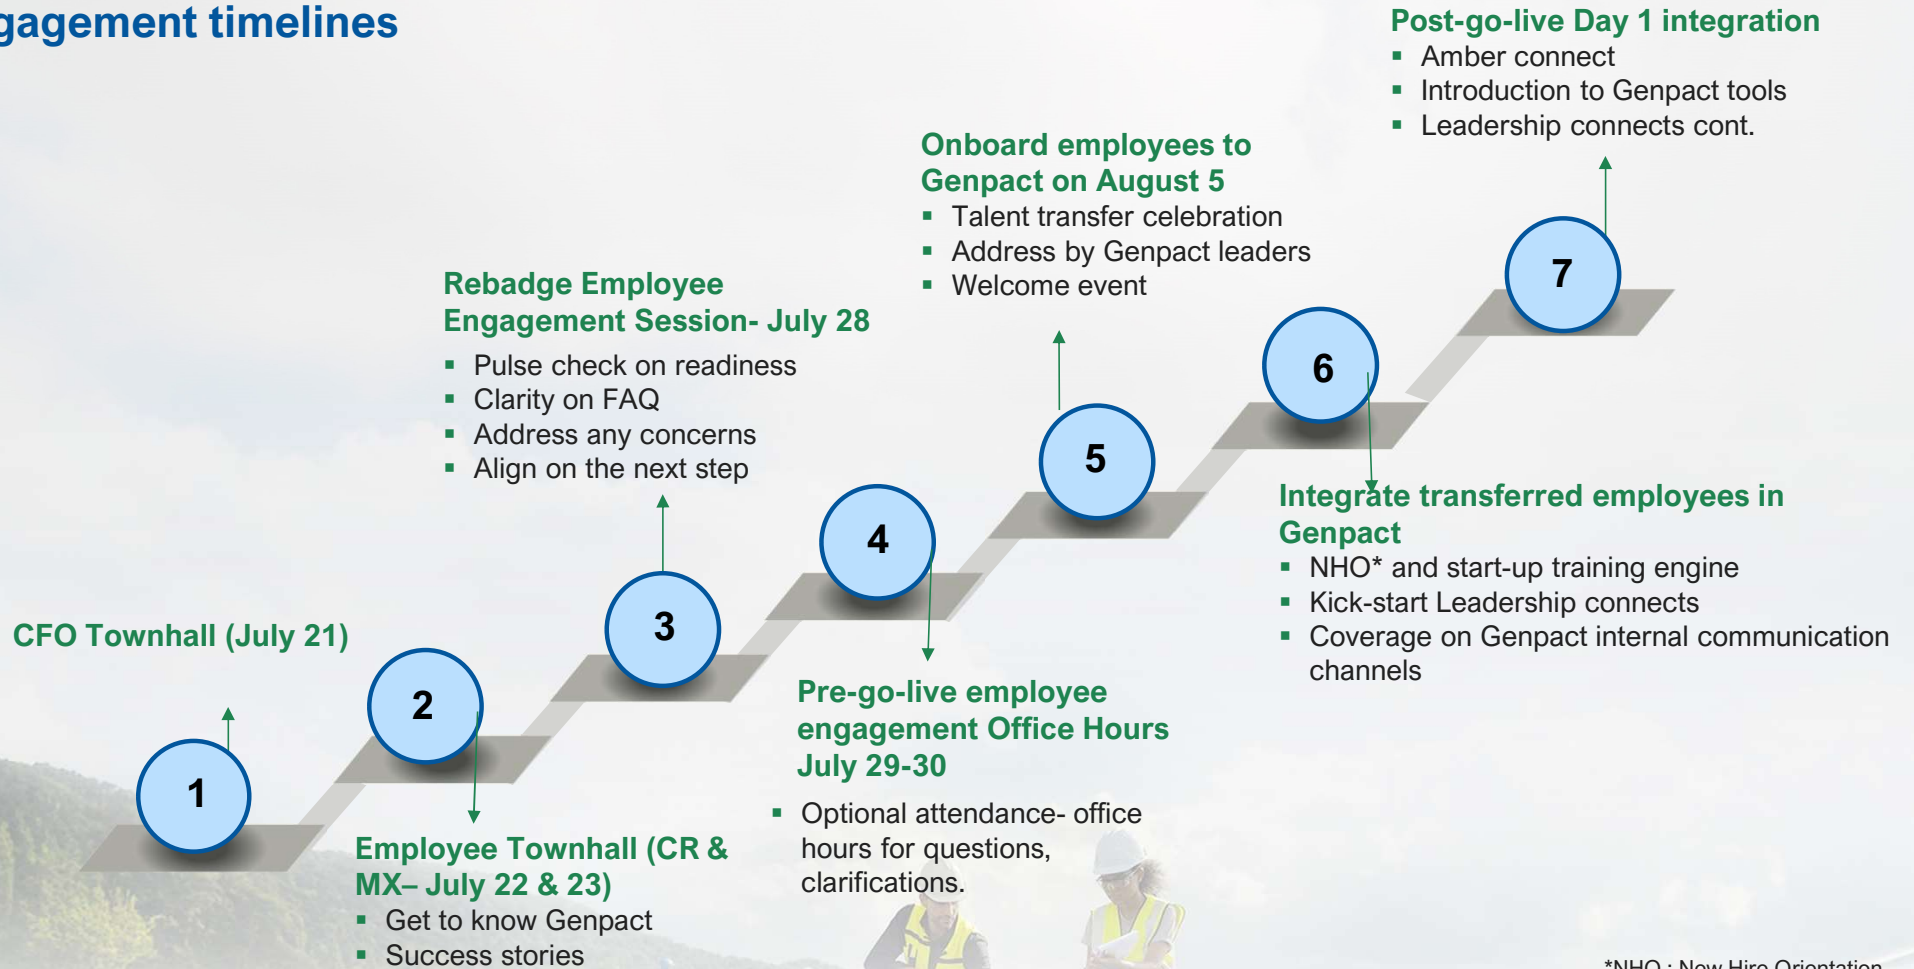 gagement timelines
1
CFO Townhall (July 21)
2
Employee Townhall (CR &
MX– July 22 & 23)
▪ Get to know Genpact
▪ Success stories
3
Rebadge Employee
Engagement Session- July 28
▪ Pulse check on readiness
▪ Clarity on FAQ
▪ Address any concerns
▪ Align on the next step
4
Pre-go-live employee
engagement Office Hours
July 29-30
▪ Optional attendance- office
hours for questions,
clarifications.
5
Onboard employees to
Genpact on August 5
▪ Talent transfer celebration
▪ Address by Genpact leaders
▪ Welcome event
6
Integrate transferred employees in
Genpact
▪ NHO* and start-up training engine
▪ Kick-start Leadership connects
▪ Coverage on Genpact internal communication
channels
7
Post-go-live Day 1 integration
▪ Amber connect
▪ Introduction to Genpact tools
▪ Leadership connects cont.
*NHO : New Hire Orientation